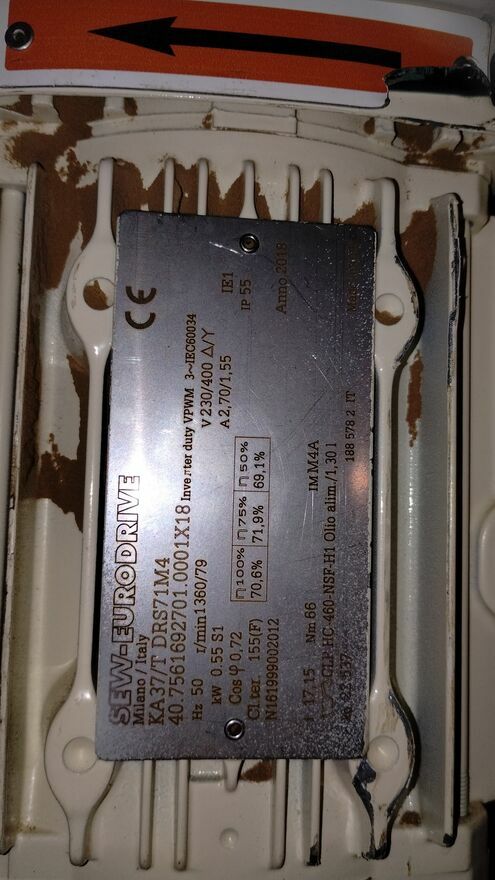 SEW-EURODRIVE
Milano / Italy
KA37/T DRS71M4
40.7561692701.0001X18 Inverter duty VPWM 3~IEC60034
Hz 50
r/min 1360/79
V 230/400 Δ/Y
kW 0.55 S1
A 2,70/1,55
Cos φ 0,72
η100% η75% η50%
70,6% 71,9% 69,1%
IE1
Cl.ter. 155(F)
IP 55
N161999002012
Anno 2018
i 17,15 Nm 66
IM M4A
CLP HC-460-NSF-H1 Olio alim./1,30 l
188 578 2 IT
CE